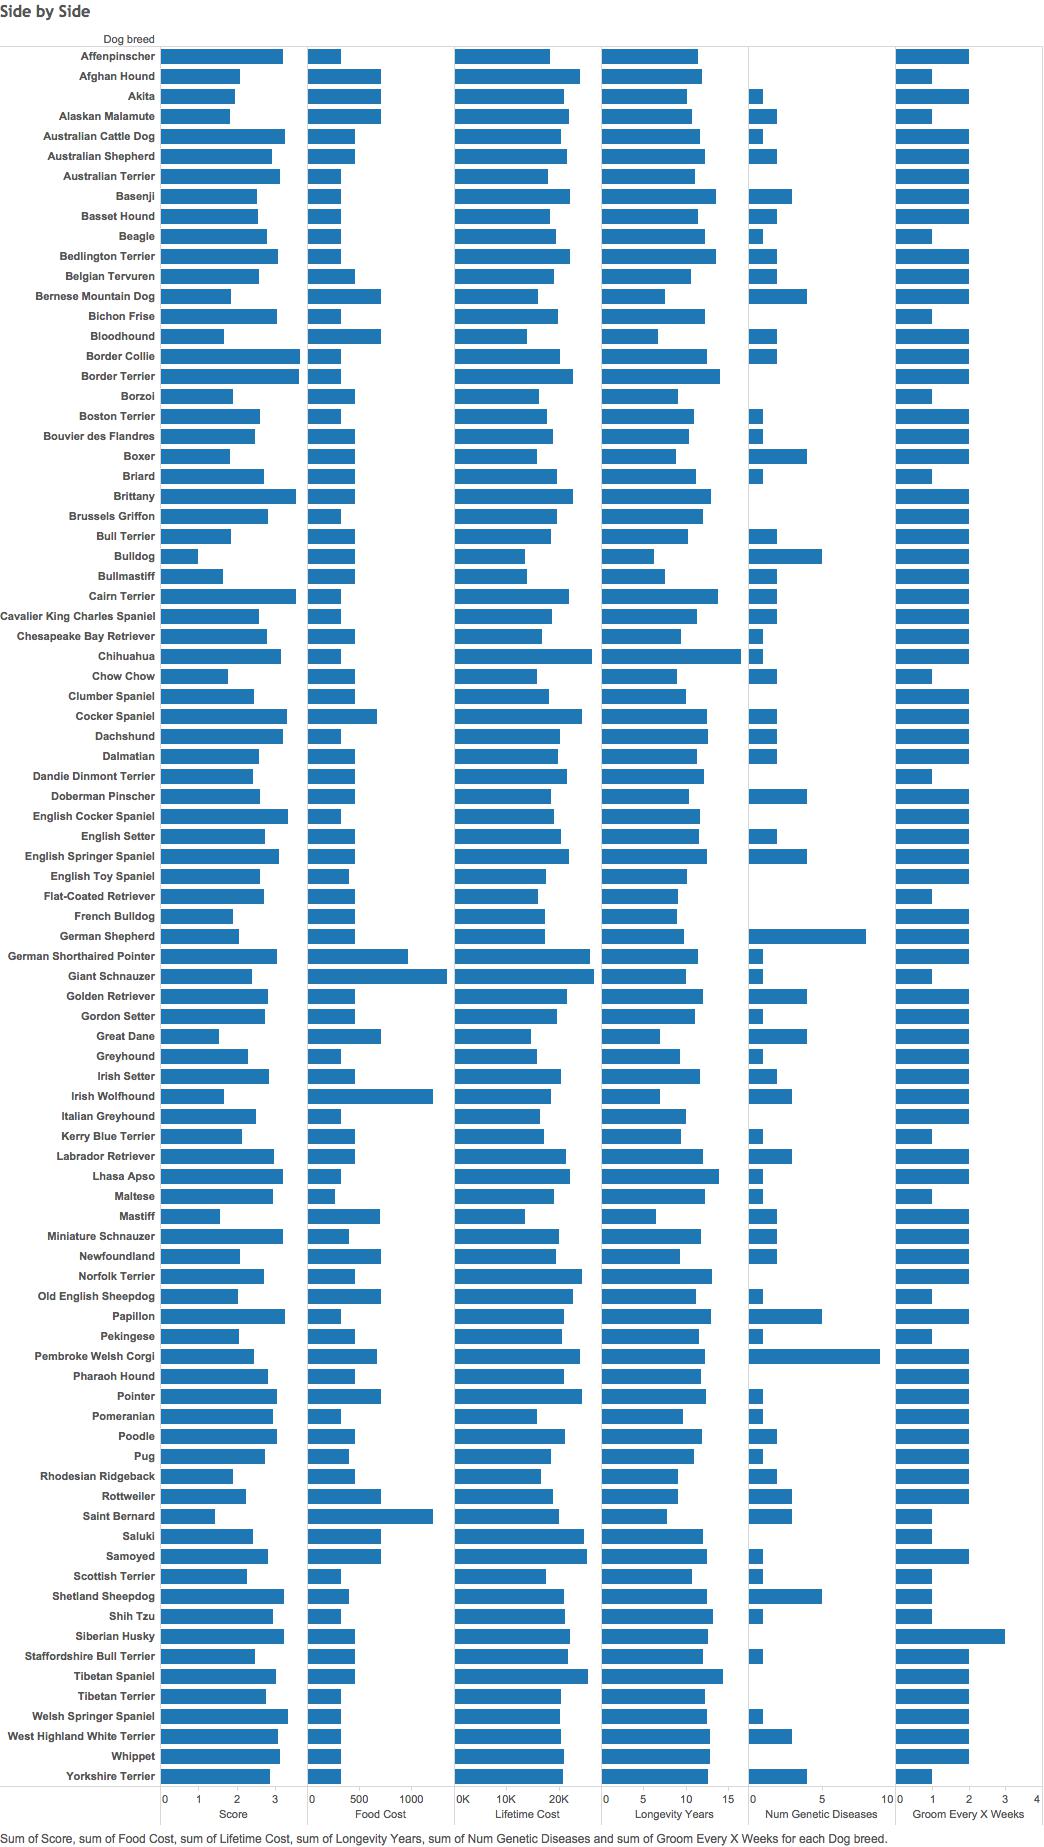 Side by Side
Dog breed
Affenpinscher
Afghan Hound
Akita
Alaskan Malamute
Australian Cattle Dog
Australian Shepherd
Australian Terrier
Basenji
Basset Hound
Beagle
Bedlington Terrier
Belgian Tervuren
Bernese Mountain Dog
Bichon Frise
Bloodhound
Border Collie
Border Terrier
Borzoi
Boston Terrier
Bouvier des Flandres
Boxer
Briard
Brittany
Brussels Griffon
Bull Terrier
Bulldog
Bullmastiff
Cairn Terrier
Cavalier King Charles Spaniel
Chesapeake Bay Retriever
Chihuahua
Chow Chow
Clumber Spaniel
Cocker Spaniel
Dachshund
Dalmatian
Dandie Dinmont Terrier
Doberman Pinscher
English Cocker Spaniel
English Setter
English Springer Spaniel
English Toy Spaniel
Flat-Coated Retriever
French Bulldog
German Shepherd
German Shorthaired Pointer
Giant Schnauzer
Golden Retriever
Gordon Setter
Great Dane
Greyhound
Irish Setter
Irish Wolfhound
Italian Greyhound
Kerry Blue Terrier
Labrador Retriever
Lhasa Apso
Maltese
Mastiff
Miniature Schnauzer
Newfoundland
Norfolk Terrier
Old English Sheepdog
Papillon
Pekingese
Pembroke Welsh Corgi
Pharaoh Hound
Pointer
Pomeranian
Poodle
Pug
Rhodesian Ridgeback
Rottweiler
Saint Bernard
Saluki
Samoyed
Scottish Terrier
Shetland Sheepdog
Shih Tzu
Siberian Husky
Staffordshire Bull Terrier
Tibetan Spaniel
Tibetan Terrier
Welsh Springer Spaniel
West Highland White Terrier
Whippet
Yorkshire Terrier
0 1 2 3 0 500 1000 0K 10K 20K 0 5 10 15 0 5 10 0 1 2 3 4
Score Food Cost Lifetime Cost Longevity Years Num Genetic Diseases Groom Every X Weeks
Sum of Score, sum of Food Cost, sum of Lifetime Cost, sum of Longevity Years, sum of Num Genetic Diseases and sum of Groom Every X Weeks for each Dog breed.